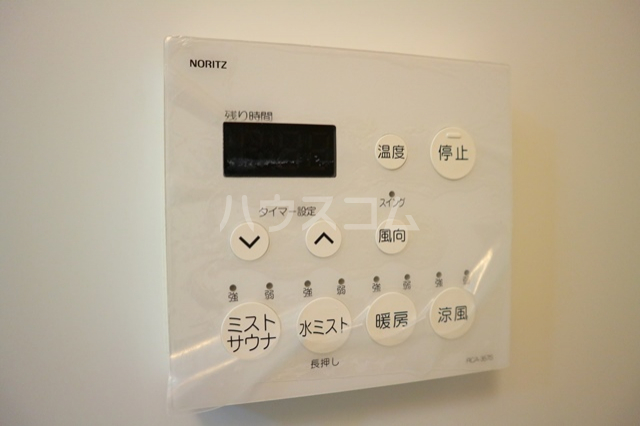 NORITZ
残り時間
温度
停止
スイング
タイマー設定
ハウスコム
風向
強 弱 強 弱 強 弱 強 弱
ミスト
サウナ
水ミスト
暖房
涼風
長押し